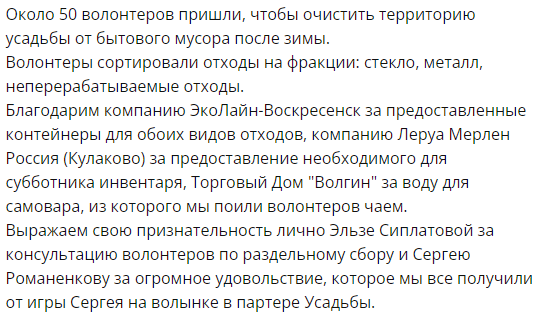 Около 50 волонтеров пришли, чтобы очистить территорию
усадьбы от бытового мусора после зимы.
Волонтеры сортировали отходы на фракции: стекло, металл,
неперерабатываемые отходы.
Благодарим компанию ЭкоЛайн-Воскресенск за предоставленные
контейнеры для обоих видов отходов, компанию Леруа Мерлен
Россия (Кулаково) за предоставление необходимого для
субботника инвентаря, Торговый Дом "Волгин" за воду для
самовара, из которого мы поили волонтеров чаем.
Выражаем свою признательность лично Эльзе Сиплатовой за
консультацию волонтеров по раздельному сбору и Сергею
Романенкову за огромное удовольствие, которое мы все получили
от игры Сергея на волынке в партере Усадьбы.